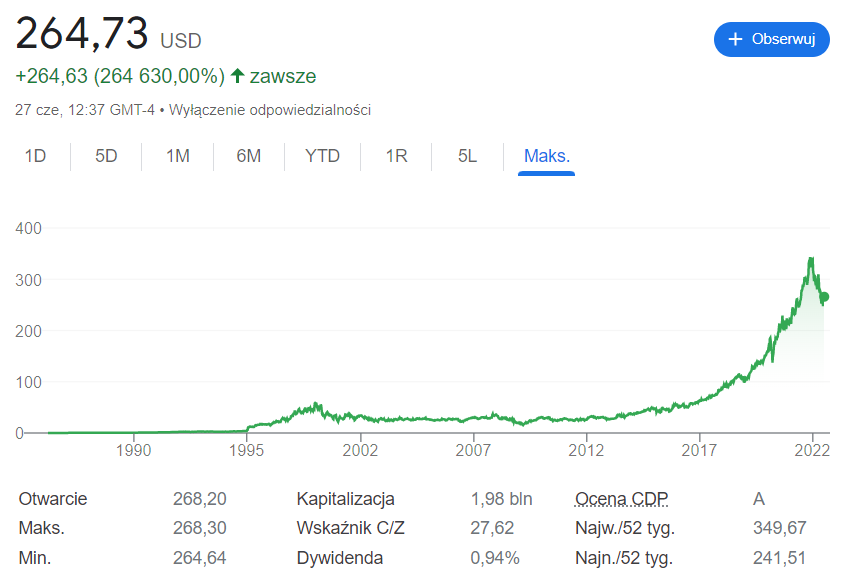 264,73 USD
+ Obserwuj
+264,63 (264 630,00%) ↑ zawsze
27 cze, 12:37 GMT-4 • Wyłączenie odpowiedzialności
1D 5D 1M 6M YTD 1R 5L Maks.
400
300
200
100
0
1990 1995 2002 2007 2012 2017 2022
Otwarcie 268,20 Kapitalizacja 1,98 bln Ocena CDP A
Maks. 268,30 Wskaźnik C/Z 27,62 Najw./52 tyg. 349,67
Min. 264,64 Dywidenda 0,94% Najn./52 tyg. 241,51